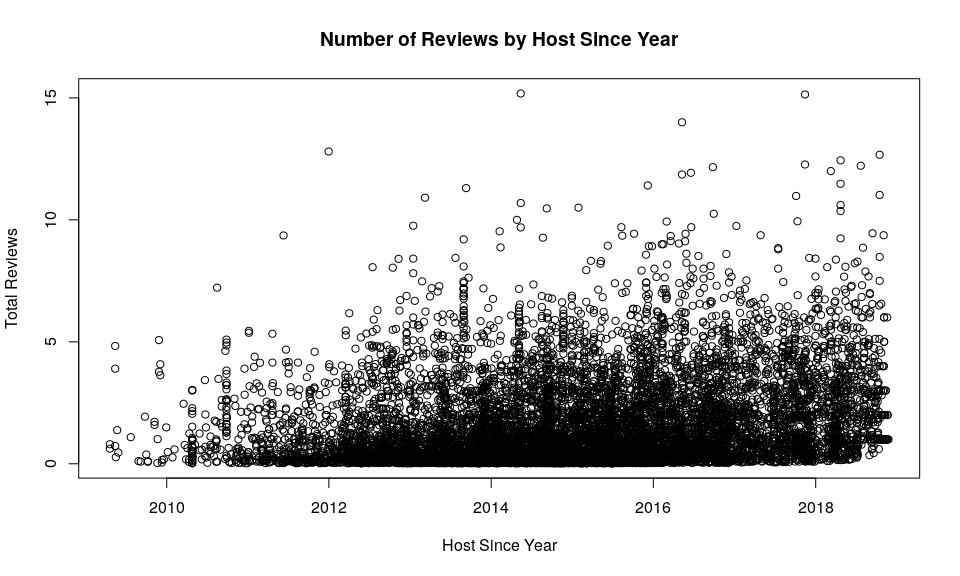 Number of Reviews by Host Since Year
Total Reviews
15
10
5
0
2010 2012 2014 2016 2018
Host Since Year